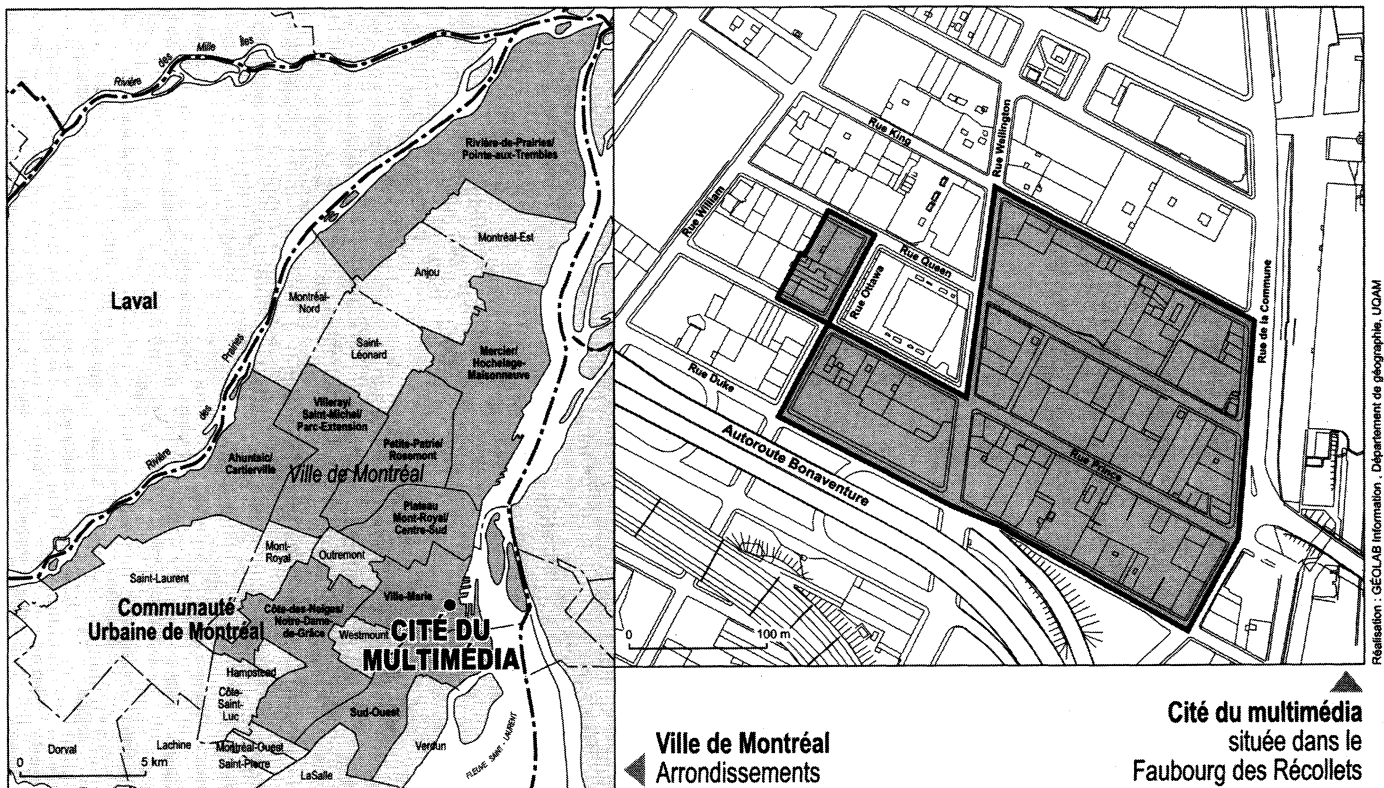 Rivière
des
Mille
Îles
Rivière-de-Prairies/
Pointe-aux-Trembles
Montréal-Est
Anjou
Laval
Montréal-
Nord
Saint-
Léonard
Mercier/
Hochelage-
Maisonneuve
Rivière
des
Prairies
Villeray/
Saint-Michel/
Parc-Extension
Petite-Patrie/
Rosemont
Ahuntsic/
Cartierville
Ville de Montréal
Plateau
Mont-Royal/
Centre-Sud
Mont-
Royal
Outremont
Saint-Laurent
Communauté
Urbaine de Montréal
Côte-des-Neiges/
Notre-Dame-
de-Grâce
Ville-Marie
Westmount
CITÉ DU
MULTIMÉDIA
Hampstead
Côte-
Saint-
Luc
Sud-Ouest
Montréal-Ouest
Saint-Pierre
Verdun
Dorval
Lachine
LaSalle
FLEUVE SAINT-LAURENT
0
5 km
Rue King
Rue Wellington
Rue William
Rue Queen
Rue Ottawa
Rue de la Commune
Rue Duke
Rue Prince
Autoroute Bonaventure
0
100 m
Réalisation : GÉOLAB Information . Département de géographie, UQAM
Ville de Montréal
Arrondissements
Cité du multimédia
située dans le
Faubourg des Récollets